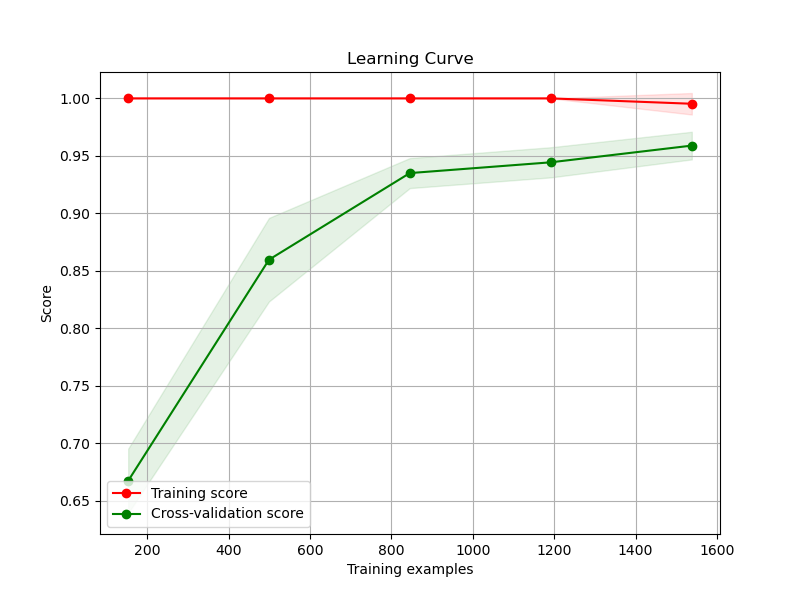 Learning Curve
1.00
0.95
0.90
0.85
0.80
0.75
0.70
0.65
Score
Training score
Cross-validation score
200 400 600 800 1000 1200 1400 1600
Training examples